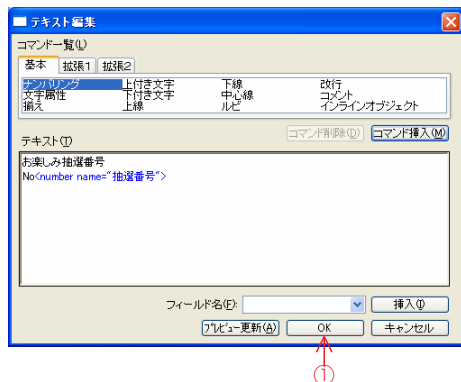 テキスト編集
コマンド一覧(L)
基本 拡張1 拡張2
ナンバリング 上付き文字 下線 改行
文字属性 下付き文字 中心線 コメント
揃え 上線 ルビ インラインオブジェクト
コマンド削除(D) コマンド挿入(M)
テキスト(T)
お楽しみ抽選番号
No<number name="抽選番号">
フィールド名(F): 挿入(I)
プレビュー更新(A) OK キャンセル
①